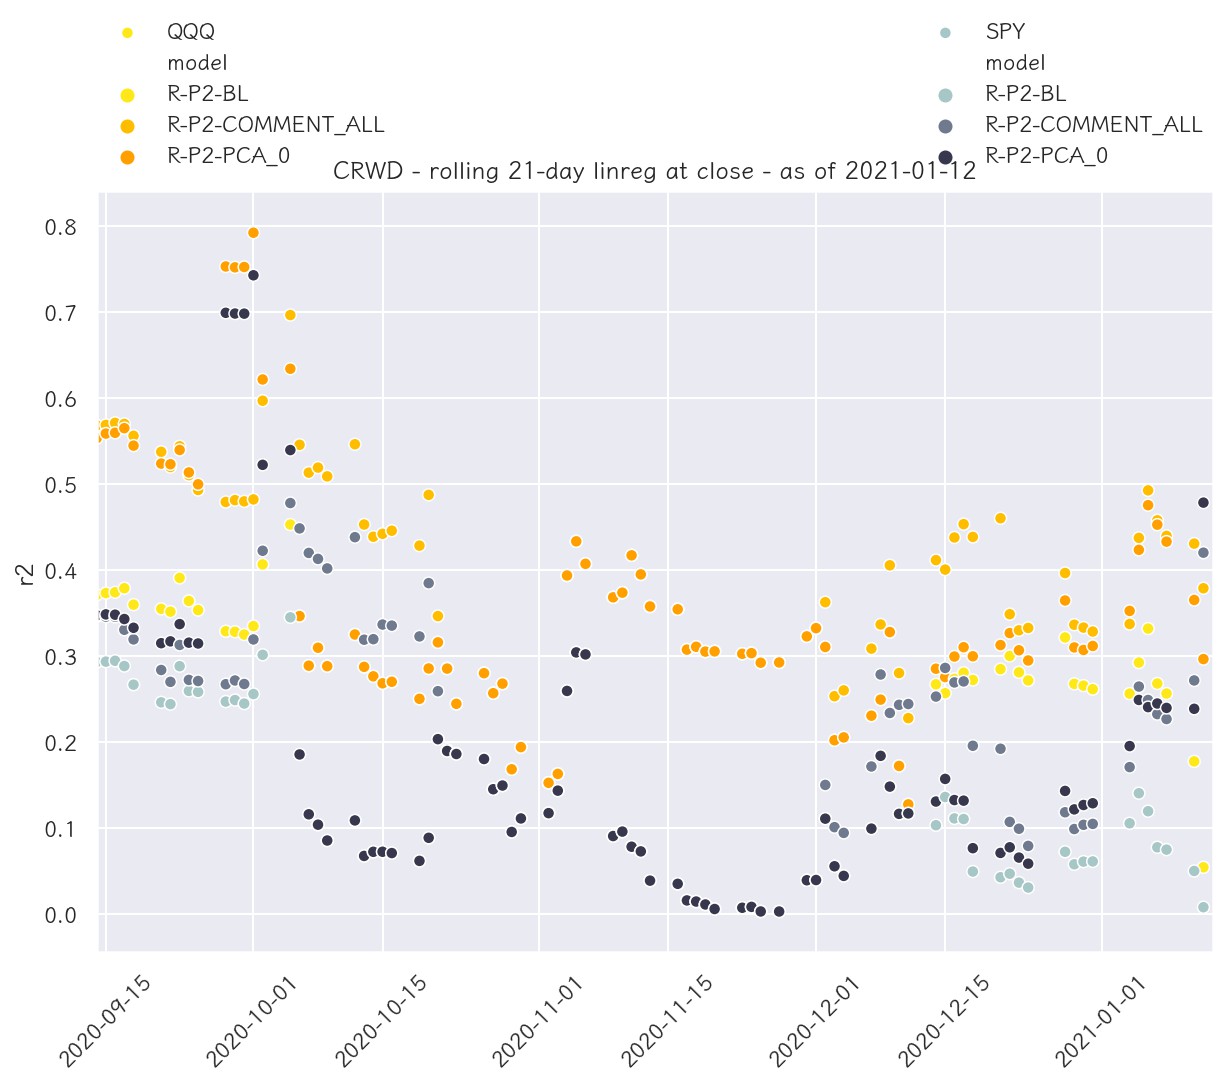 QQQ
model
R-P2-BL
R-P2-COMMENT_ALL
R-P2-PCA_0
SPY
model
R-P2-BL
R-P2-COMMENT_ALL
R-P2-PCA_0
CRWD - rolling 21-day linreg at close - as of 2021-01-12
0.8
0.7
0.6
0.5
0.4
0.3
0.2
0.1
0.0
r2
2020-09-15
2020-10-01
2020-10-15
2020-11-01
2020-11-15
2020-12-01
2020-12-15
2021-01-01